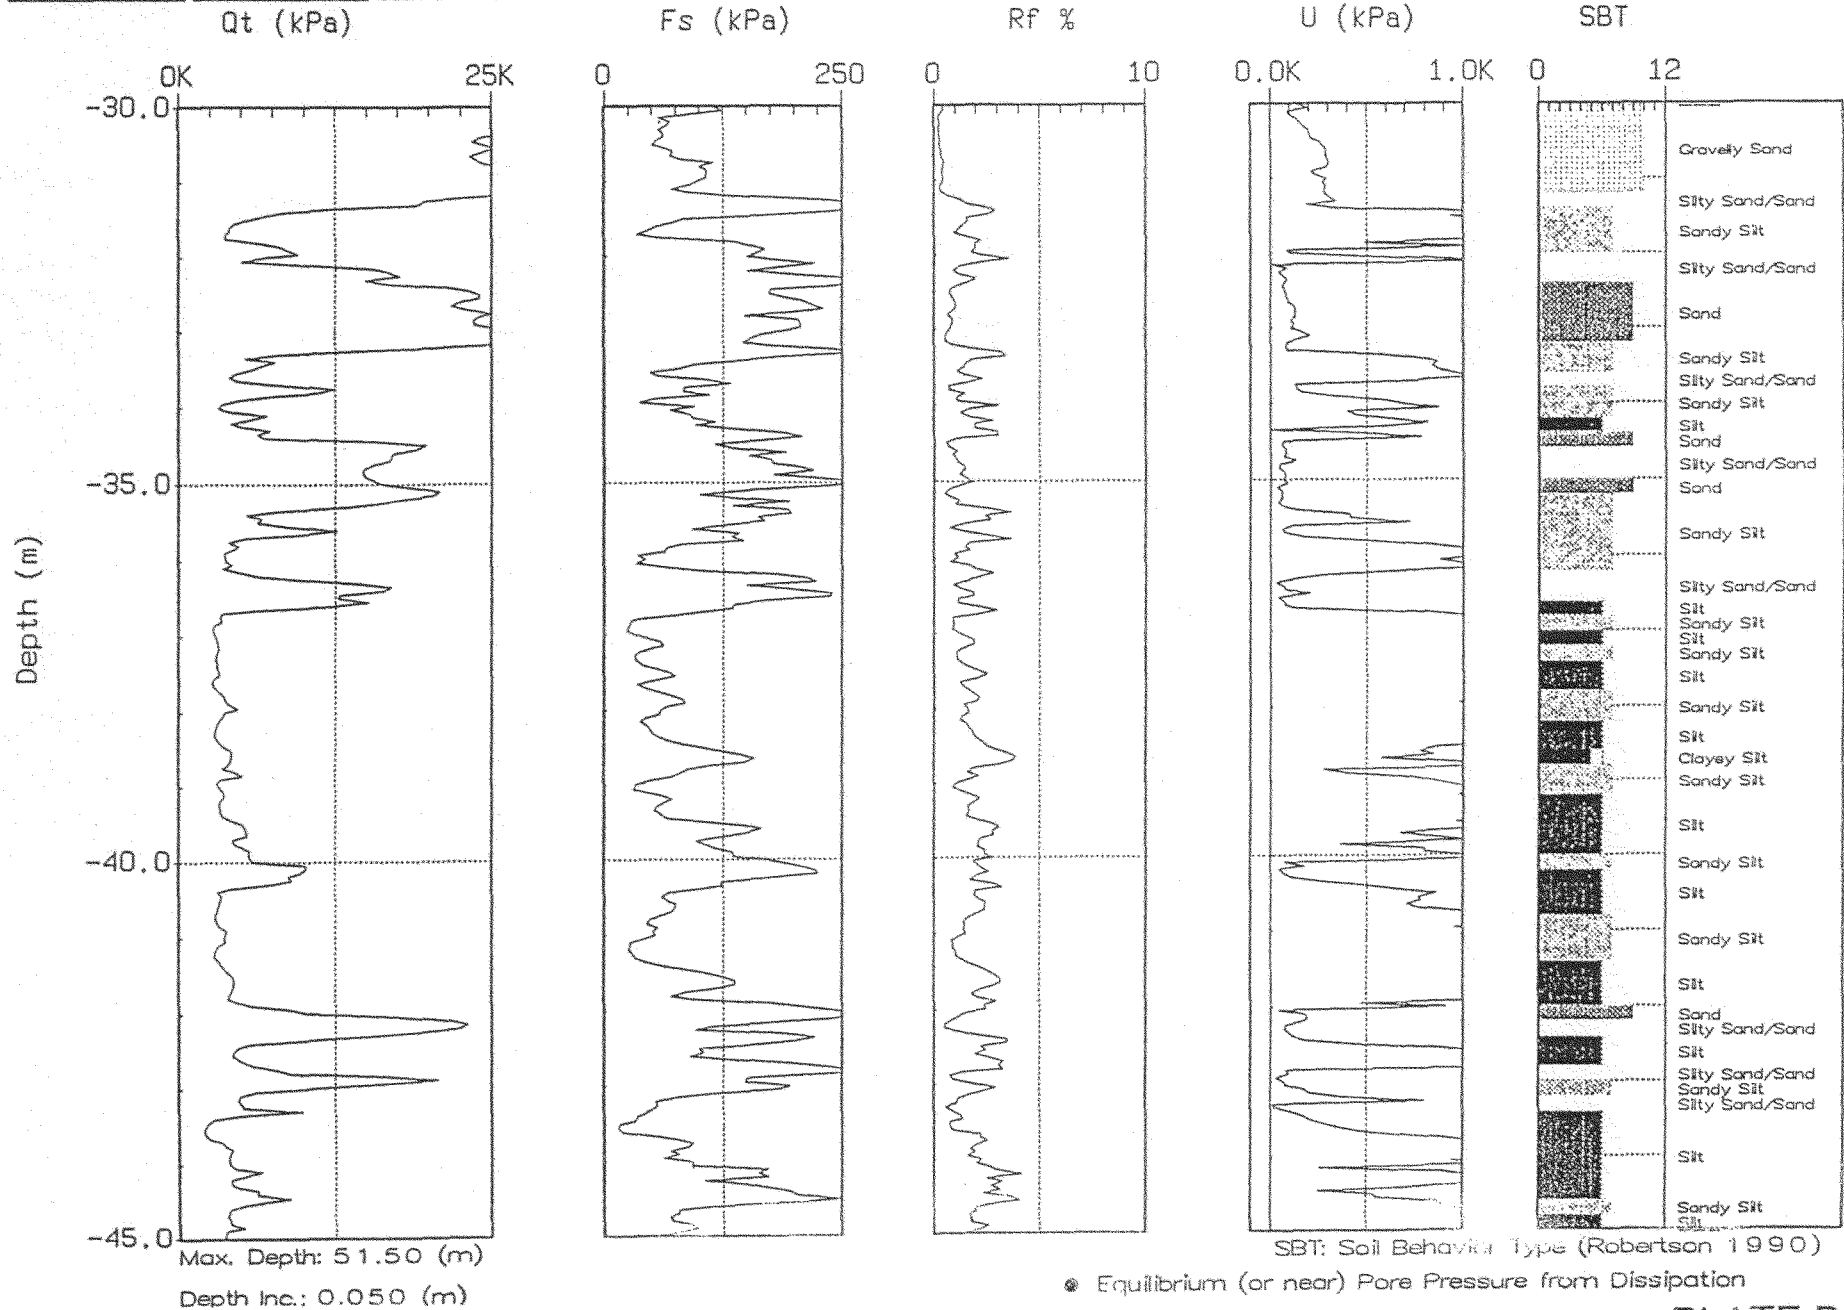 Qt (kPa) Fs (kPa) Rf % U (kPa) SBT
0K 25K 0 250 0 10 0.0K 1.0K 0 12
-30.0
Gravelly Sand
Silty Sand/Sand
Sandy Silt
Silty Sand/Sand
Sand
Sandy Silt
Silty Sand/Sand
Sandy Silt
Silt
Sand
Silty Sand/Sand
-35.0
Sand
Sandy Silt
Depth (m)
Silty Sand/Sand
Silt
Sandy Silt
Silt
Sandy Silt
Silt
Sandy Silt
Silt
Clayey Silt
Sandy Silt
Silt
-40.0
Sandy Silt
Silt
Sandy Silt
Silt
Sand
Silty Sand/Sand
Silt
Silty Sand/Sand
Sandy Silt
Silty Sand/Sand
Silt
Sandy Silt
Silt
-45.0
Max. Depth: 51.50 (m)
SBT: Soil Behavior Type (Robertson 1990)
Depth Inc.: 0.050 (m)
Equilibrium (or near) Pore Pressure from Dissipation